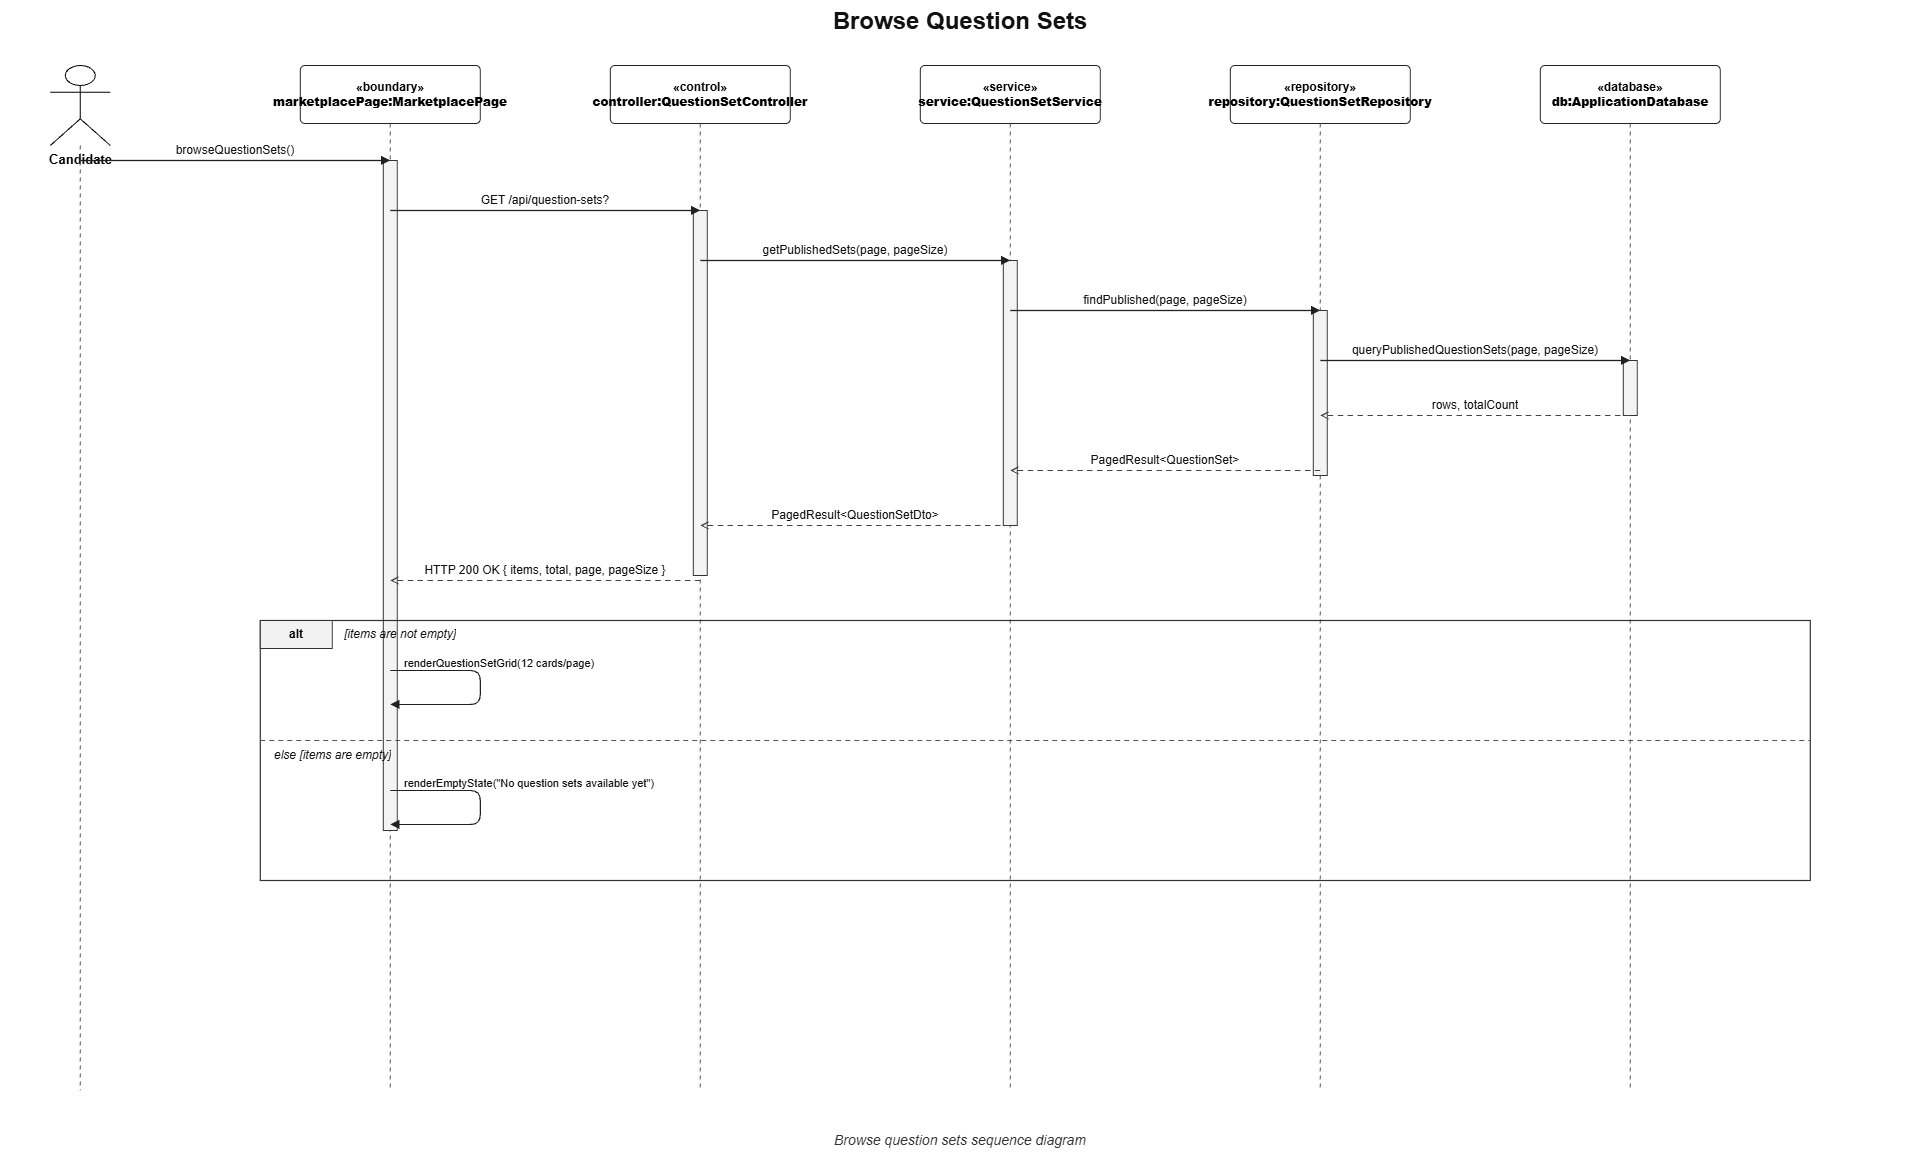 Browse Question Sets
«boundary»
marketplacePage:MarketplacePage
«control»
controller:QuestionSetController
«service»
service:QuestionSetService
«repository»
repository:QuestionSetRepository
«database»
db:ApplicationDatabase
Candidate
browseQuestionSets()
GET /api/question-sets?
getPublishedSets(page, pageSize)
findPublished(page, pageSize)
queryPublishedQuestionSets(page, pageSize)
rows, totalCount
PagedResult<QuestionSet>
PagedResult<QuestionSetDto>
HTTP 200 OK { items, total, page, pageSize }
alt
[items are not empty]
renderQuestionSetGrid(12 cards/page)
else [items are empty]
renderEmptyState("No question sets available yet")
Browse question sets sequence diagram